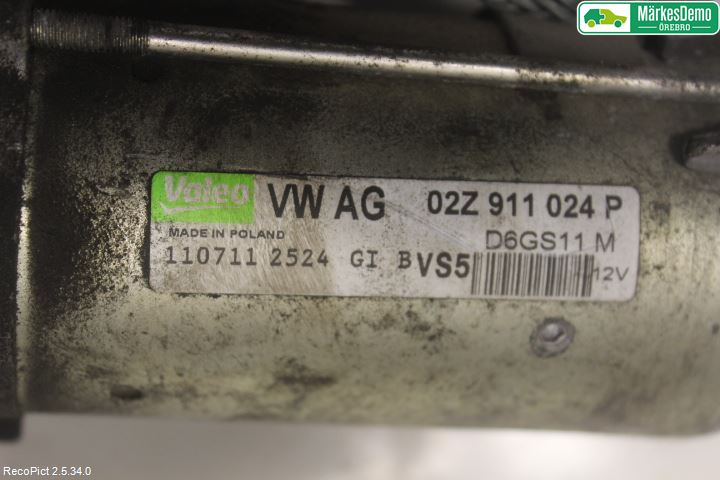 MärkesDemo
ÖREBRO
Valeo VW AG 02Z 911 024 P
MADE IN POLAND D6GS11 M
110711 2524 GI B VS5 12V
RecoPict 2.5.34.0